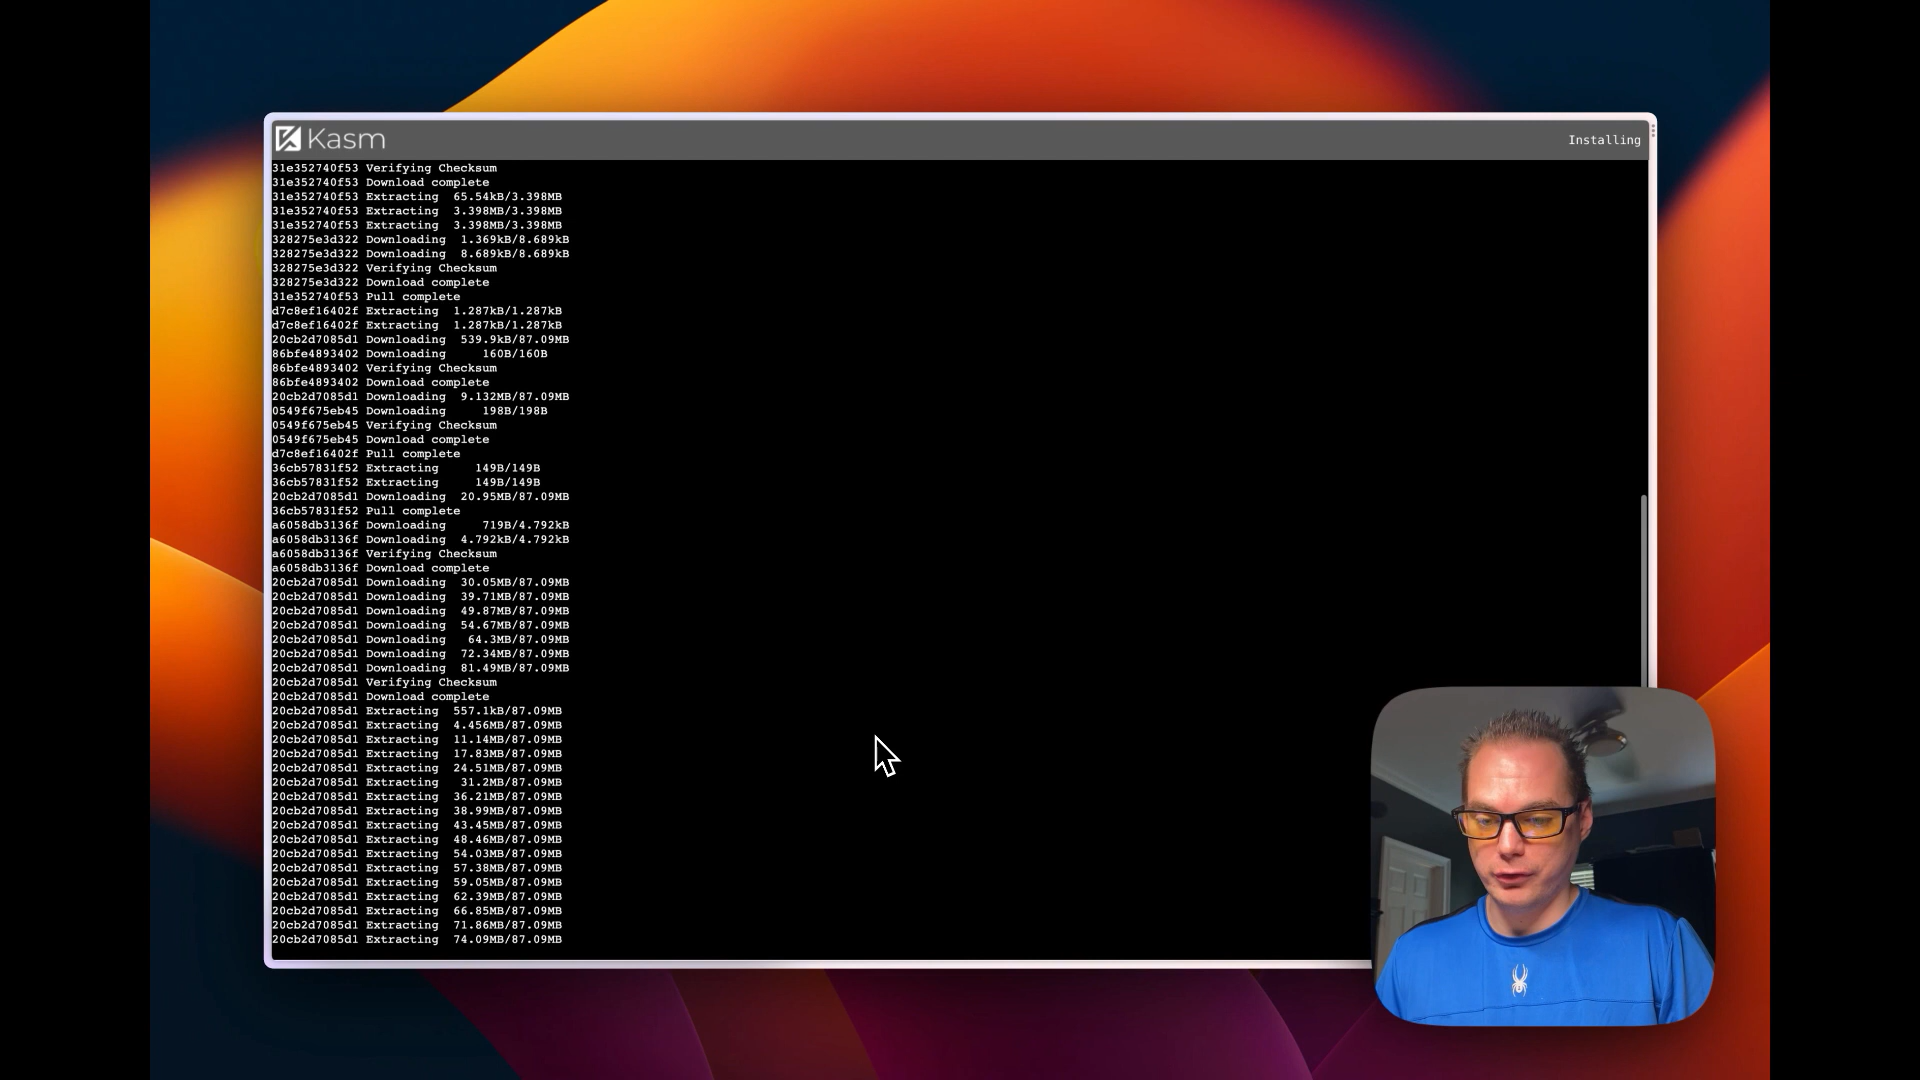 Kasm
Installing
31e352740f53 Verifying Checksum
31e352740f53 Download complete
31e352740f53 Extracting 65.54kB/3.398MB
31e352740f53 Extracting 3.398MB/3.398MB
31e352740f53 Extracting 3.398MB/3.398MB
328275e3d322 Downloading 1.369kB/8.689kB
328275e3d322 Downloading 8.689kB/8.689kB
328275e3d322 Verifying Checksum
328275e3d322 Download complete
31e352740f53 Pull complete
d7c8ef16402f Extracting 1.287kB/1.287kB
d7c8ef16402f Extracting 1.287kB/1.287kB
20cb2d7085d1 Downloading 539.9kB/87.09MB
86bfe4893402 Downloading 160B/160B
86bfe4893402 Verifying Checksum
86bfe4893402 Download complete
20cb2d7085d1 Downloading 9.132MB/87.09MB
0549f675eb45 Downloading 198B/198B
0549f675eb45 Verifying Checksum
0549f675eb45 Download complete
d7c8ef16402f Pull complete
36cb57831f52 Extracting 149B/149B
36cb57831f52 Extracting 149B/149B
20cb2d7085d1 Downloading 20.95MB/87.09MB
36cb57831f52 Pull complete
a6058db3136f Downloading 719B/4.792kB
a6058db3136f Downloading 4.792kB/4.792kB
a6058db3136f Verifying Checksum
a6058db3136f Download complete
20cb2d7085d1 Downloading 30.05MB/87.09MB
20cb2d7085d1 Downloading 39.71MB/87.09MB
20cb2d7085d1 Downloading 49.87MB/87.09MB
20cb2d7085d1 Downloading 54.67MB/87.09MB
20cb2d7085d1 Downloading 64.3MB/87.09MB
20cb2d7085d1 Downloading 72.34MB/87.09MB
20cb2d7085d1 Downloading 81.49MB/87.09MB
20cb2d7085d1 Verifying Checksum
20cb2d7085d1 Download complete
20cb2d7085d1 Extracting 557.1kB/87.09MB
20cb2d7085d1 Extracting 4.456MB/87.09MB
20cb2d7085d1 Extracting 11.14MB/87.09MB
20cb2d7085d1 Extracting 17.83MB/87.09MB
20cb2d7085d1 Extracting 24.51MB/87.09MB
20cb2d7085d1 Extracting 31.2MB/87.09MB
20cb2d7085d1 Extracting 36.21MB/87.09MB
20cb2d7085d1 Extracting 38.99MB/87.09MB
20cb2d7085d1 Extracting 43.45MB/87.09MB
20cb2d7085d1 Extracting 48.46MB/87.09MB
20cb2d7085d1 Extracting 54.03MB/87.09MB
20cb2d7085d1 Extracting 57.38MB/87.09MB
20cb2d7085d1 Extracting 59.05MB/87.09MB
20cb2d7085d1 Extracting 62.39MB/87.09MB
20cb2d7085d1 Extracting 66.85MB/87.09MB
20cb2d7085d1 Extracting 71.86MB/87.09MB
20cb2d7085d1 Extracting 74.09MB/87.09MB